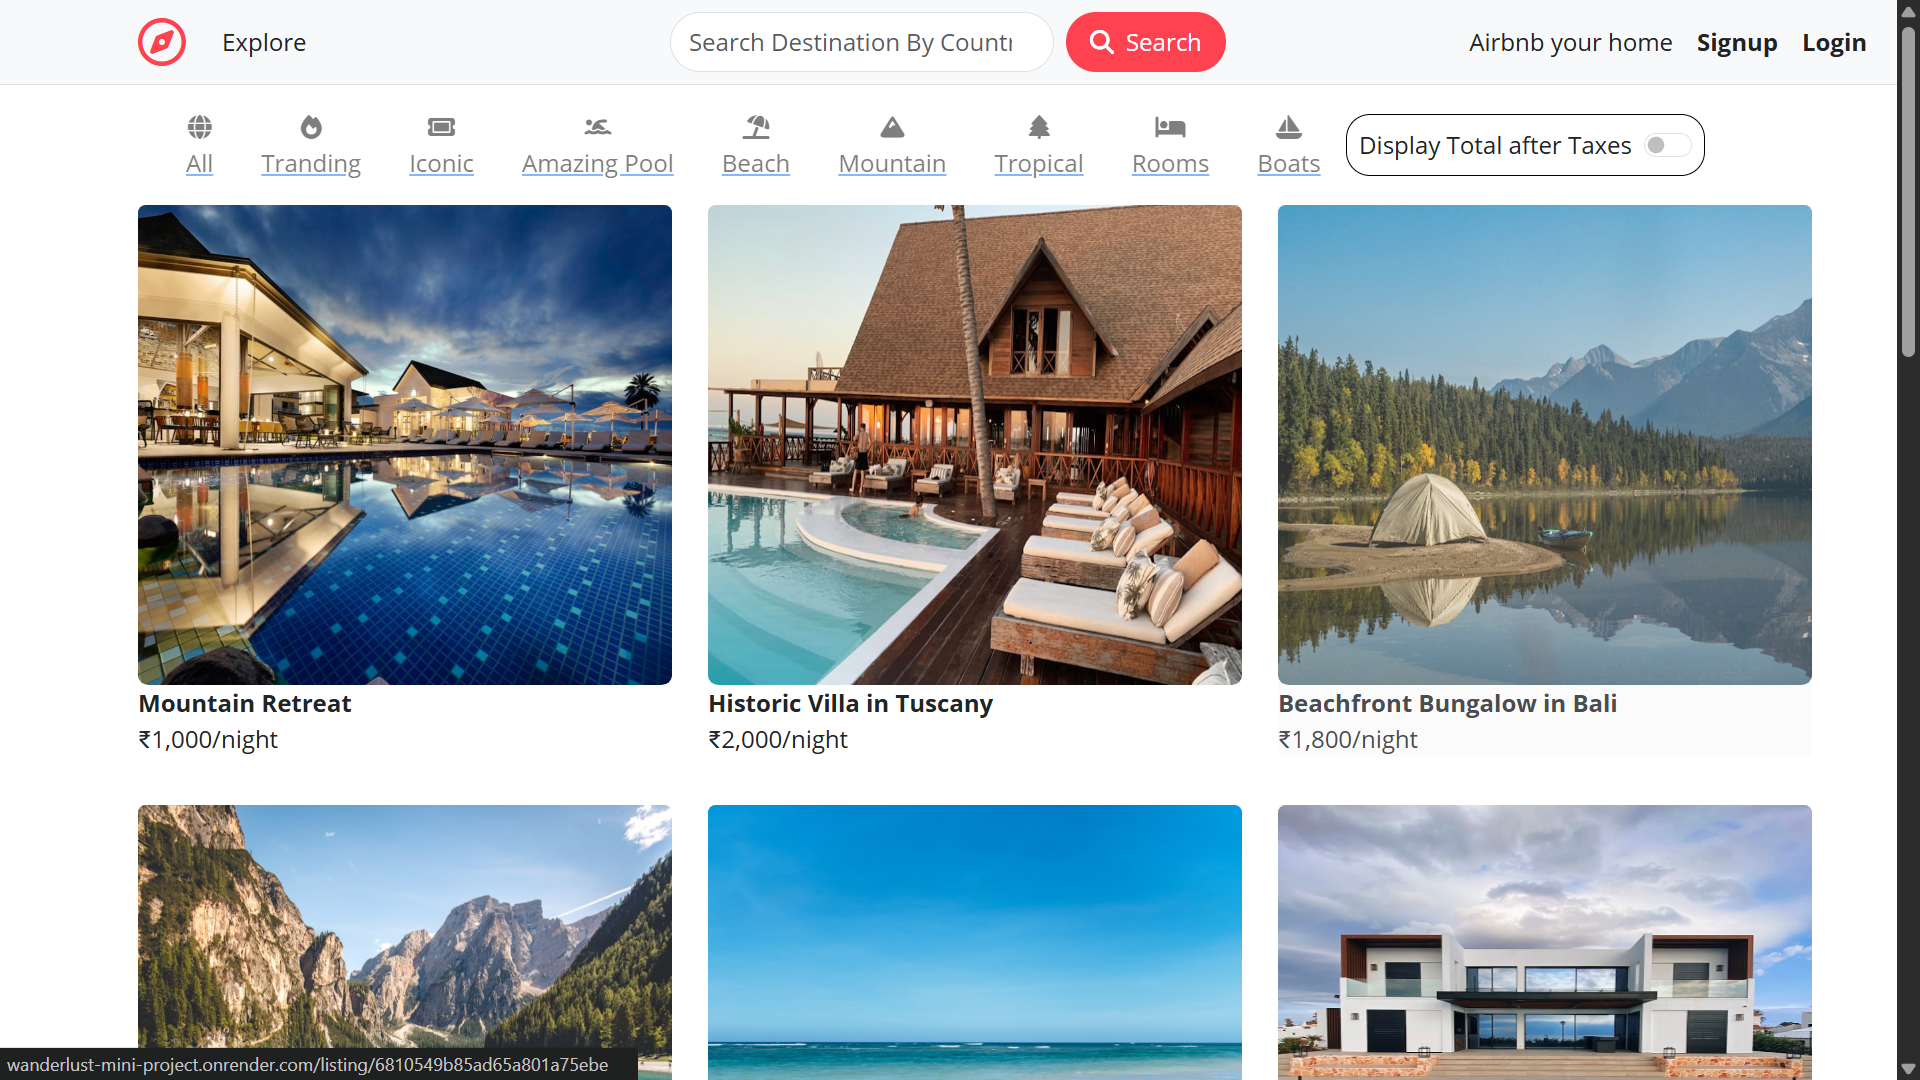 Explore
Search Destination By Countr
Search
Airbnb your home
Signup
Login
All
Tranding
Iconic
Amazing Pool
Beach
Mountain
Tropical
Rooms
Boats
Display Total after Taxes
Mountain Retreat
₹1,000/night
Historic Villa in Tuscany
₹2,000/night
Beachfront Bungalow in Bali
₹1,800/night
wanderlust-mini-project.onrender.com/listing/6810549b85ad65a801a75ebe